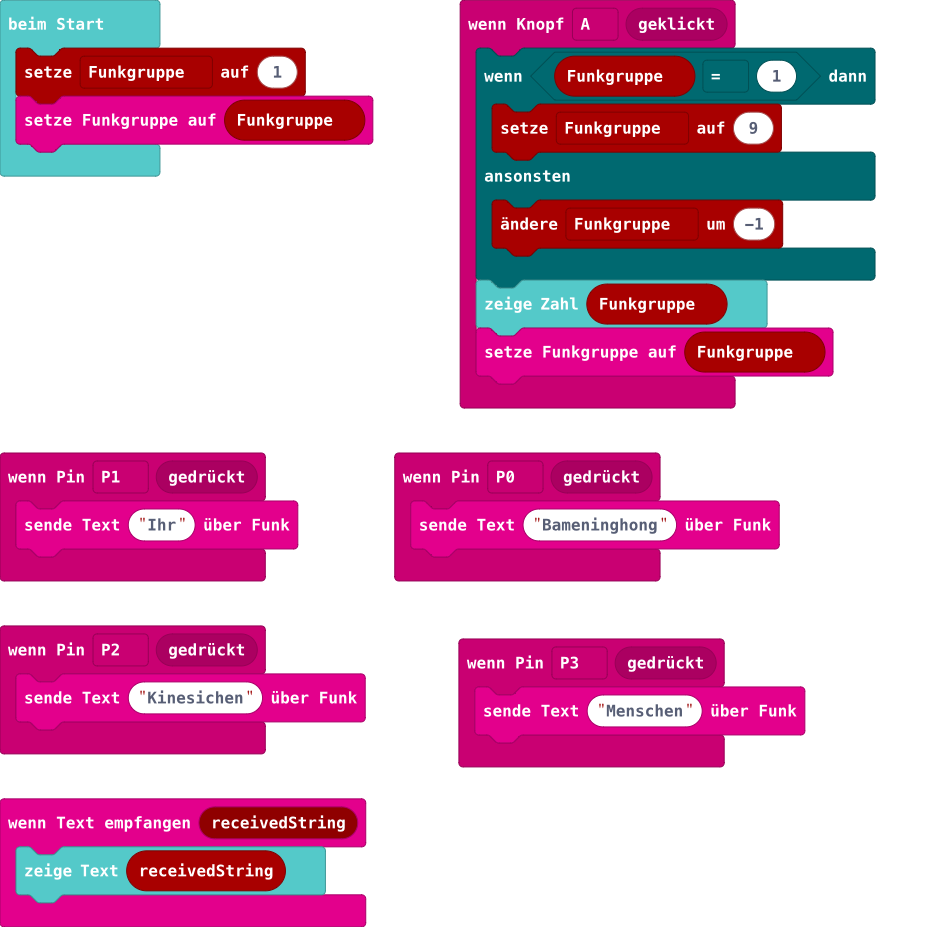 beim Start
setze Funkgruppe auf 1
setze Funkgruppe auf Funkgruppe
wenn Knopf A geklickt
wenn Funkgruppe = 1 dann
setze Funkgruppe auf 9
ansonsten
ändere Funkgruppe um −1
zeige Zahl Funkgruppe
setze Funkgruppe auf Funkgruppe
wenn Pin P1 gedrückt
sende Text "Ihr" über Funk
wenn Pin P0 gedrückt
sende Text "Bameninghong" über Funk
wenn Pin P2 gedrückt
sende Text "Kinesichen" über Funk
wenn Pin P3 gedrückt
sende Text "Menschen" über Funk
wenn Text empfangen receivedString
zeige Text receivedString